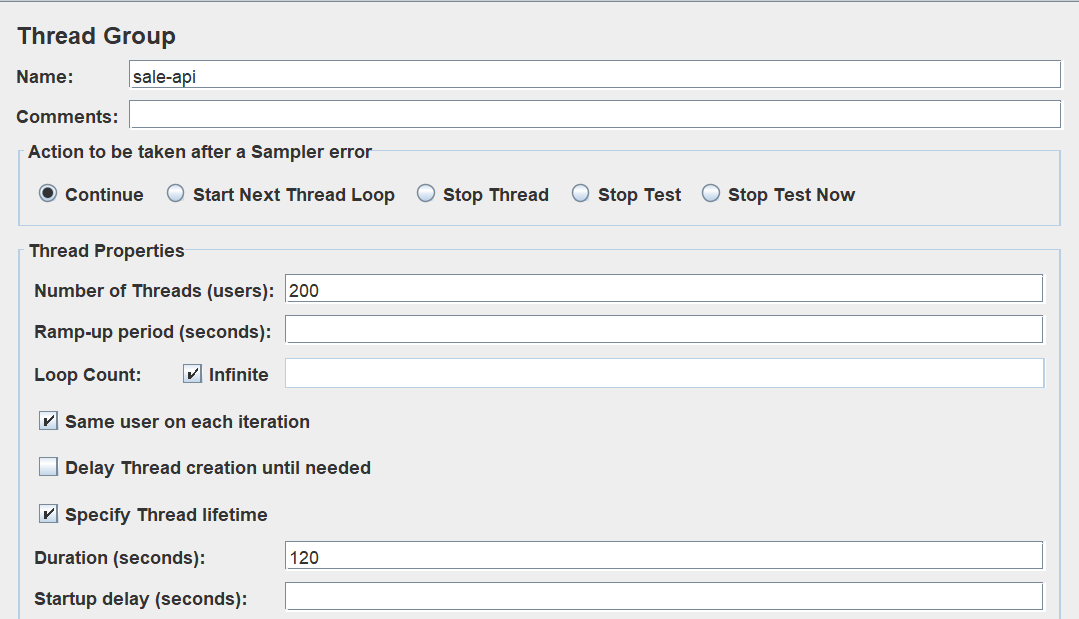 Thread Group
Name: sale-api
Comments:
Action to be taken after a Sampler error
Continue Start Next Thread Loop Stop Thread Stop Test Stop Test Now
Thread Properties
Number of Threads (users): 200
Ramp-up period (seconds):
Loop Count: Infinite
Same user on each iteration
Delay Thread creation until needed
Specify Thread lifetime
Duration (seconds): 120
Startup delay (seconds):